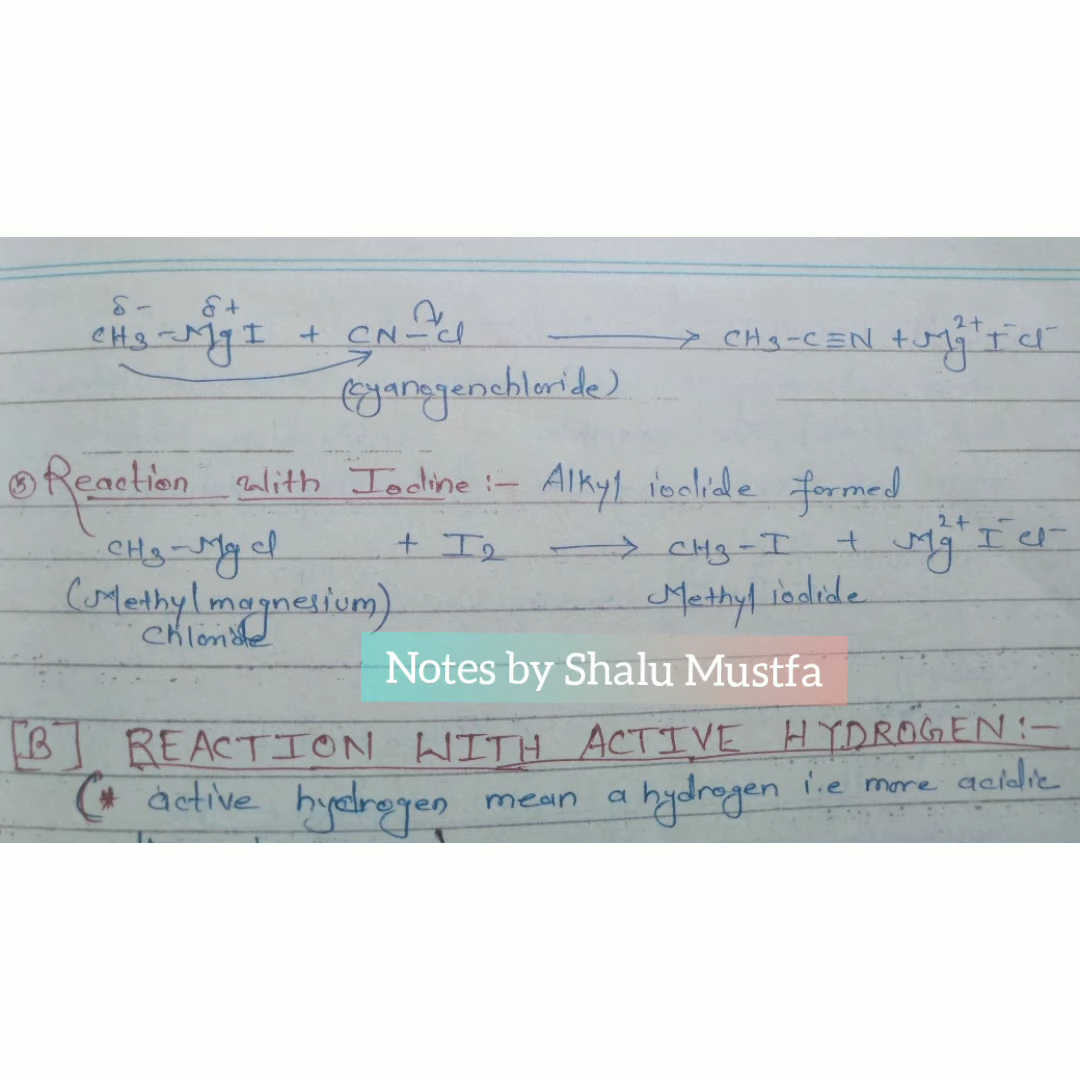 δ- δ+
CH3-MgI + CN-Cl ⟶ CH3-C≡N + Mg²⁺I⁻Cl⁻
(cyanogenchloride)
⑧ Reaction with Iodine:- Alkyl iodide formed
CH3-MgCl + I2 ⟶ CH3-I + Mg²⁺I⁻Cl⁻
(Methylmagnesium) Methyl iodide
Chloride
Notes by Shalu Mustfa
[B] REACTION WITH ACTIVE HYDROGEN:-
(* active hydrogen mean a hydrogen i.e more acidic